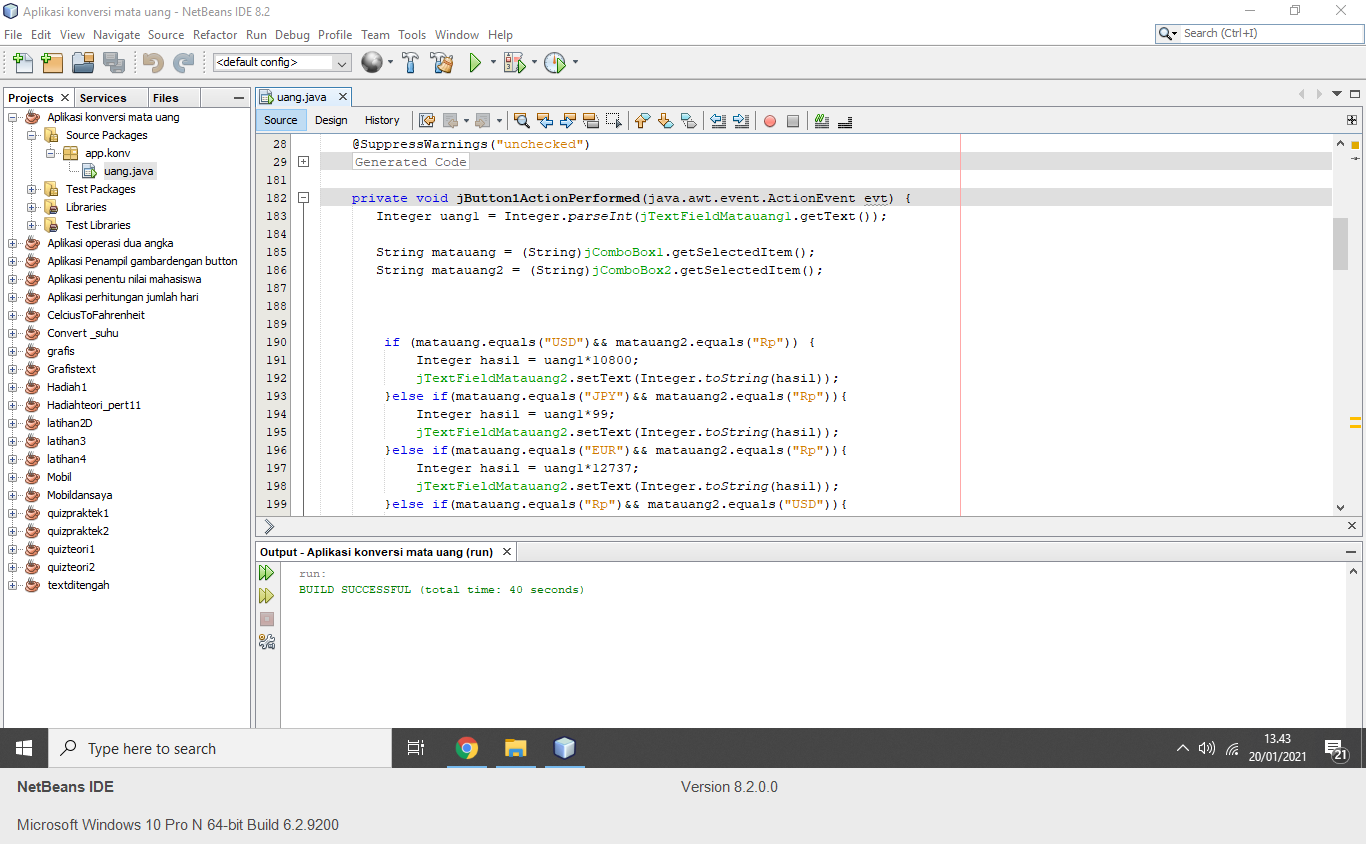 Aplikasi konversi mata uang - NetBeans IDE 8.2
File Edit View Navigate Source Refactor Run Debug Profile Team Tools Window Help
Search (Ctrl+I)
<default config>
Projects Services Files
Aplikasi konversi mata uang
Source Packages
app.konv
uang.java
Test Packages
Libraries
Test Libraries
Aplikasi operasi dua angka
Aplikasi Penampil gambardengan button
Aplikasi penentu nilai mahasiswa
Aplikasi perhitungan jumlah hari
CelciusToFahrenheit
Convert _suhu
grafis
Grafistext
Hadiah1
Hadiahteori_pert11
latihan2D
latihan3
latihan4
Mobil
Mobildansaya
quizpraktek1
quizpraktek2
quizteori1
quizteori2
textditengah
uang.java
Source Design History
28 @SuppressWarnings("unchecked")
29 Generated Code
181
182 private void jButton1ActionPerformed(java.awt.event.ActionEvent evt) {
183 Integer uang1 = Integer.parseInt(jTextFieldMatauang1.getText());
184
185 String matauang = (String)jComboBox1.getSelectedItem();
186 String matauang2 = (String)jComboBox2.getSelectedItem();
187
188
189
190 if (matauang.equals("USD")&& matauang2.equals("Rp")) {
191 Integer hasil = uang1*10800;
192 jTextFieldMatauang2.setText(Integer.toString(hasil));
193 }else if(matauang.equals("JPY")&& matauang2.equals("Rp")){
194 Integer hasil = uang1*99;
195 jTextFieldMatauang2.setText(Integer.toString(hasil));
196 }else if(matauang.equals("EUR")&& matauang2.equals("Rp")){
197 Integer hasil = uang1*12737;
198 jTextFieldMatauang2.setText(Integer.toString(hasil));
199 }else if(matauang.equals("Rp")&& matauang2.equals("USD")){
Output - Aplikasi konversi mata uang (run)
run:
BUILD SUCCESSFUL (total time: 40 seconds)
Type here to search
13.43
20/01/2021
21
NetBeans IDE Version 8.2.0.0
Microsoft Windows 10 Pro N 64-bit Build 6.2.9200